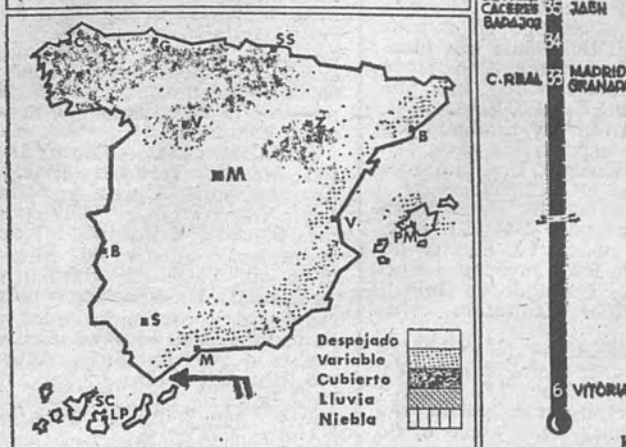 C
G
SS
V
Z
B
M
V.
PM
B
S
M
SC
LP
Despejado
Variable
Cubierto
Lluvia
Niebla
CACERES 35 JAEN
BADAJOZ
34
C.REAL 33 MADRID
GRANADA
6 VITORIA